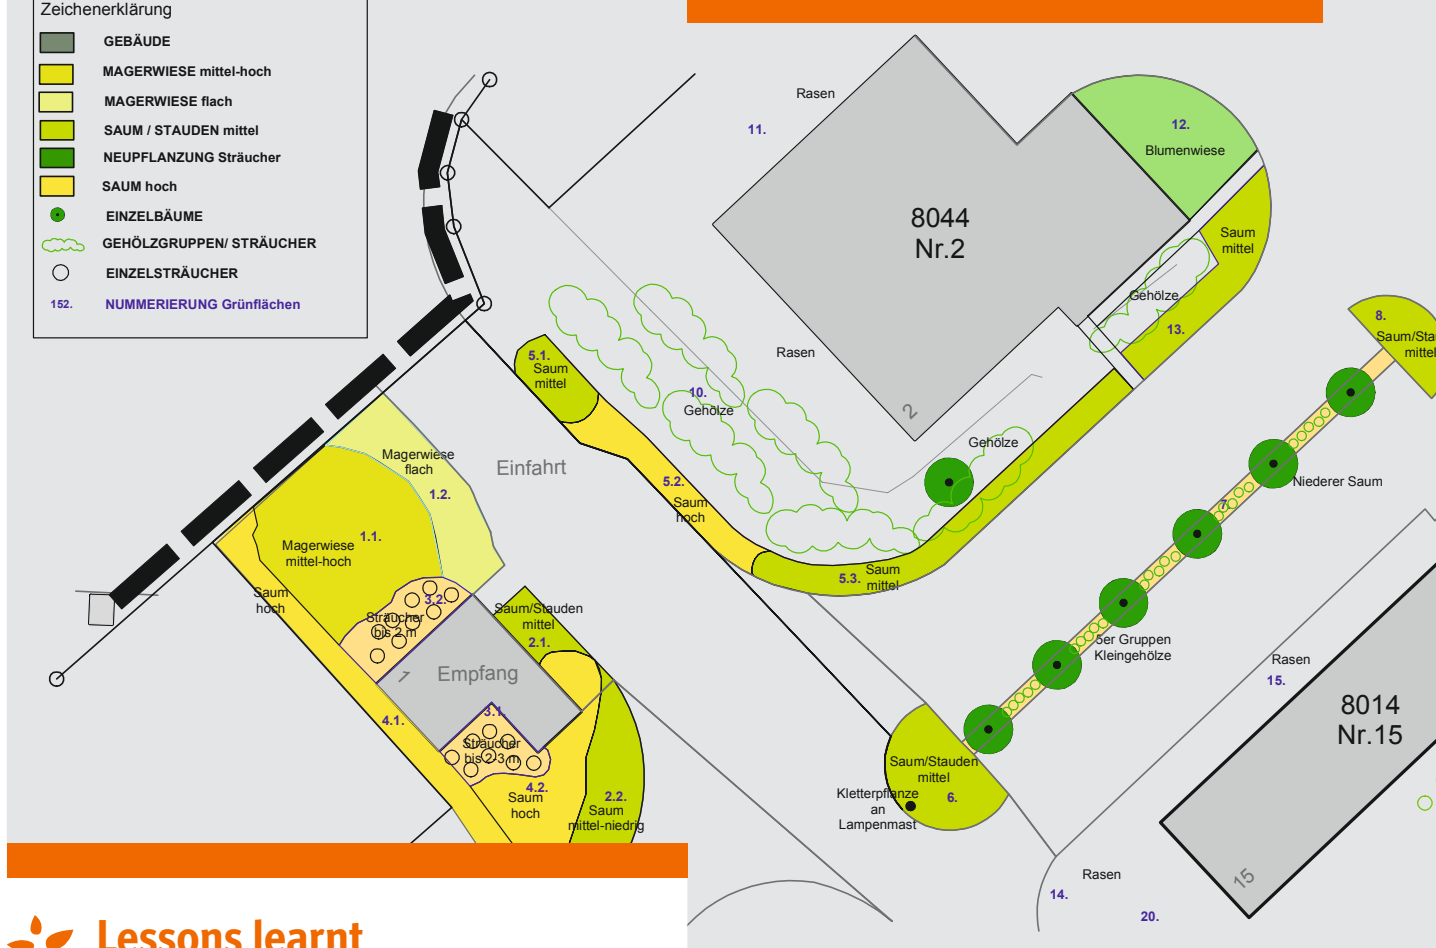 Zeichenerklärung
GEBÄUDE
MAGERWIESE mittel-hoch
MAGERWIESE flach
SAUM / STAUDEN mittel
NEUPFLANZUNG Sträucher
SAUM hoch
EINZELBÄUME
GEHÖLZGRUPPEN/ STRÄUCHER
EINZELSTRÄUCHER
152. NUMMERIERUNG Grünflächen
Rasen
11.
12.
Blumenwiese
8044
Nr.2
Saum
mittel
Gehölze
13.
8.
Saum/Stau
mittel
Rasen
5.1.
Saum
mittel
10.
Gehölze
2
Gehölze
Magerwiese
flach
1.2.
Einfahrt
5.2.
Saum
hoch
Niederer Saum
7.
1.1.
Magerwiese
mittel-hoch
5.3.
Saum
mittel
Saum
hoch
3.2.
Sträucher
bis 2 m
Saum/Stauden
mittel
2.1.
5er Gruppen
Kleingehölze
Rasen
15.
1
Empfang
8014
Nr.15
4.1.
3.1.
Sträucher
bis 2-3 m
4.2.
Saum
hoch
2.2.
Saum
mittel-niedrig
Saum/Stauden
mittel
6.
Kletterpflanze
an
Lampenmast
Rasen
14.
20.
15
Lessons learnt